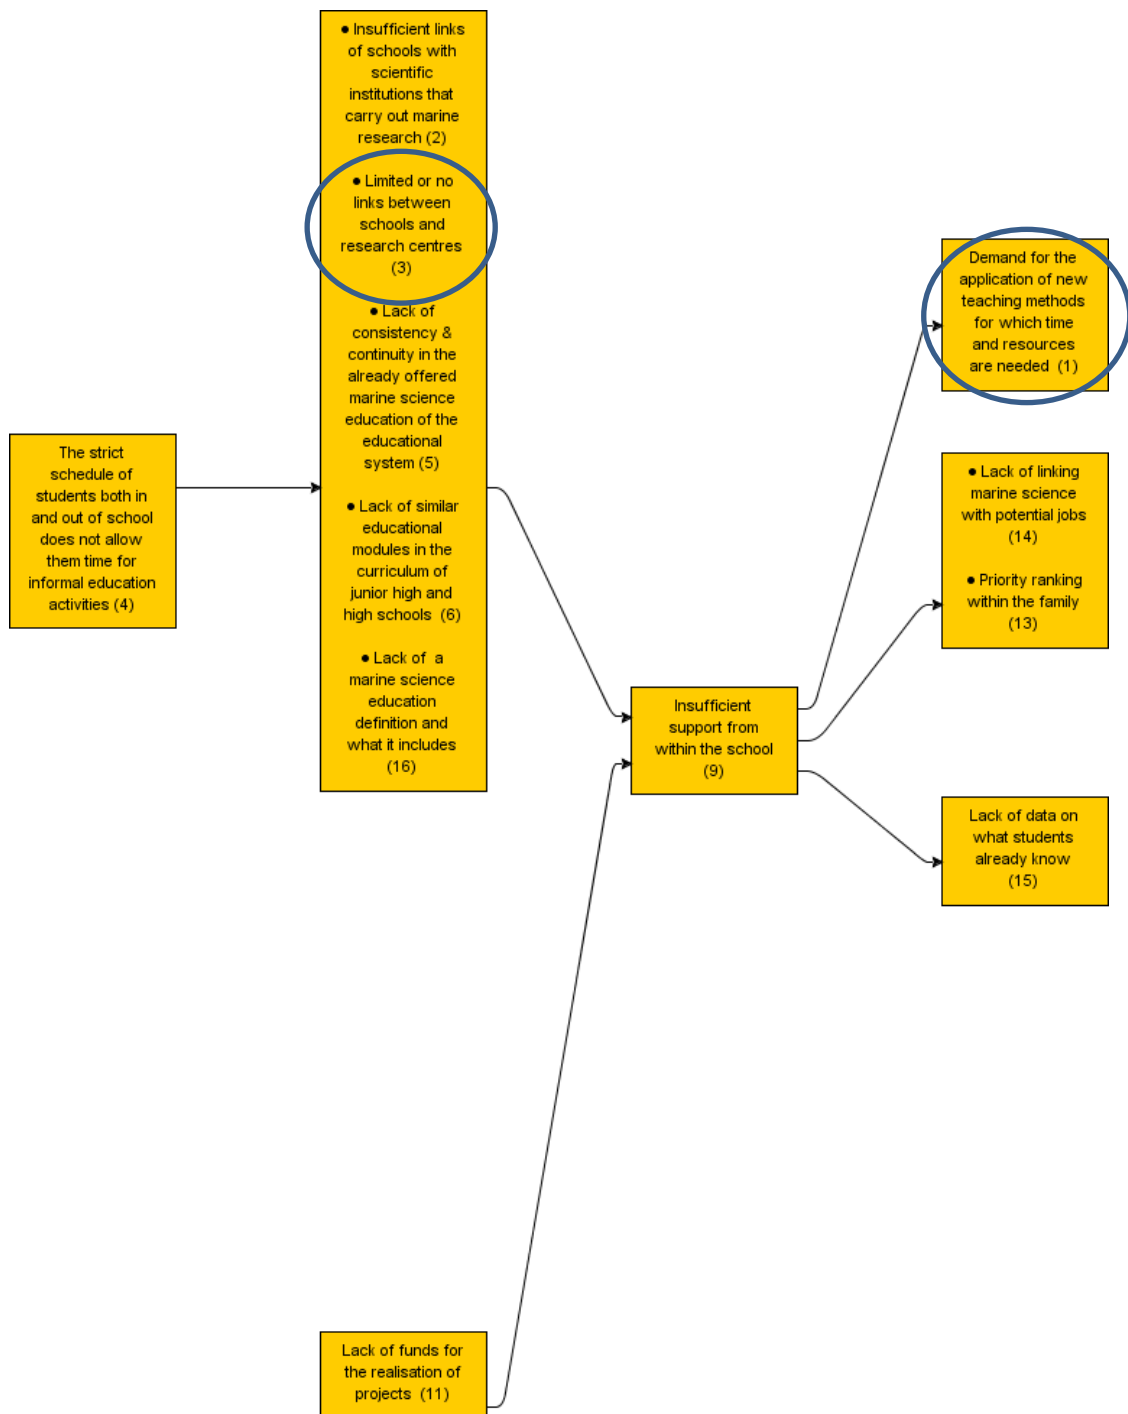 The strict
schedule of
students both in
and out of school
does not allow
them time for
informal education
activities (4)
● Insufficient links
of schools with
scientific
institutions that
carry out marine
research (2)
● Limited or no
links between
schools and
research centres
(3)
● Lack of
consistency &
continuity in the
already offered
marine science
education of the
educational
system (5)
● Lack of similar
educational
modules in the
curriculum of
junior high and
high schools (6)
● Lack of a
marine science
education
definition and
what it includes
(16)
Lack of funds for
the realisation of
projects (11)
Insufficient
support from
within the school
(9)
Demand for the
application of new
teaching methods
for which time
and resources
are needed (1)
● Lack of linking
marine science
with potential jobs
(14)
● Priority ranking
within the family
(13)
Lack of data on
what students
already know
(15)